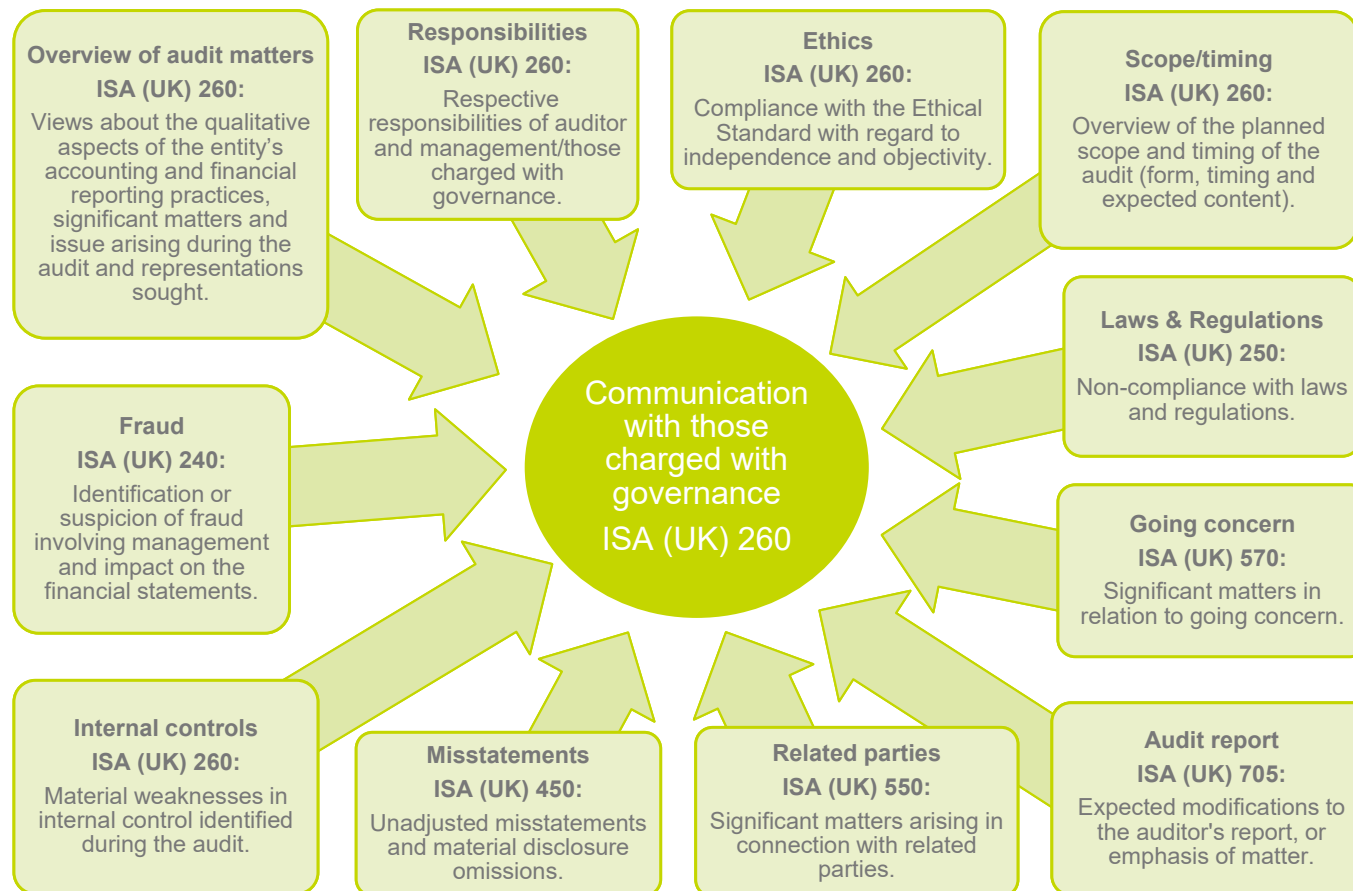 Overview of audit matters
ISA (UK) 260:
Views about the qualitative
aspects of the entity’s
accounting and financial
reporting practices,
significant matters and
issue arising during the
audit and representations
sought.
Responsibilities
ISA (UK) 260:
Respective
responsibilities of auditor
and management/those
charged with
governance.
Ethics
ISA (UK) 260:
Compliance with the Ethical
Standard with regard to
independence and objectivity.
Scope/timing
ISA (UK) 260:
Overview of the planned
scope and timing of the
audit (form, timing and
expected content).
Laws & Regulations
ISA (UK) 250:
Non-compliance with laws
and regulations.
Communication
with those
charged with
governance
ISA (UK) 260
Fraud
ISA (UK) 240:
Identification or
suspicion of fraud
involving management
and impact on the
financial statements.
Going concern
ISA (UK) 570:
Significant matters in
relation to going concern.
Internal controls
ISA (UK) 260:
Material weaknesses in
internal control identified
during the audit.
Misstatements
ISA (UK) 450:
Unadjusted misstatements
and material disclosure
omissions.
Related parties
ISA (UK) 550:
Significant matters arising in
connection with related
parties.
Audit report
ISA (UK) 705:
Expected modifications to
the auditor's report, or
emphasis of matter.